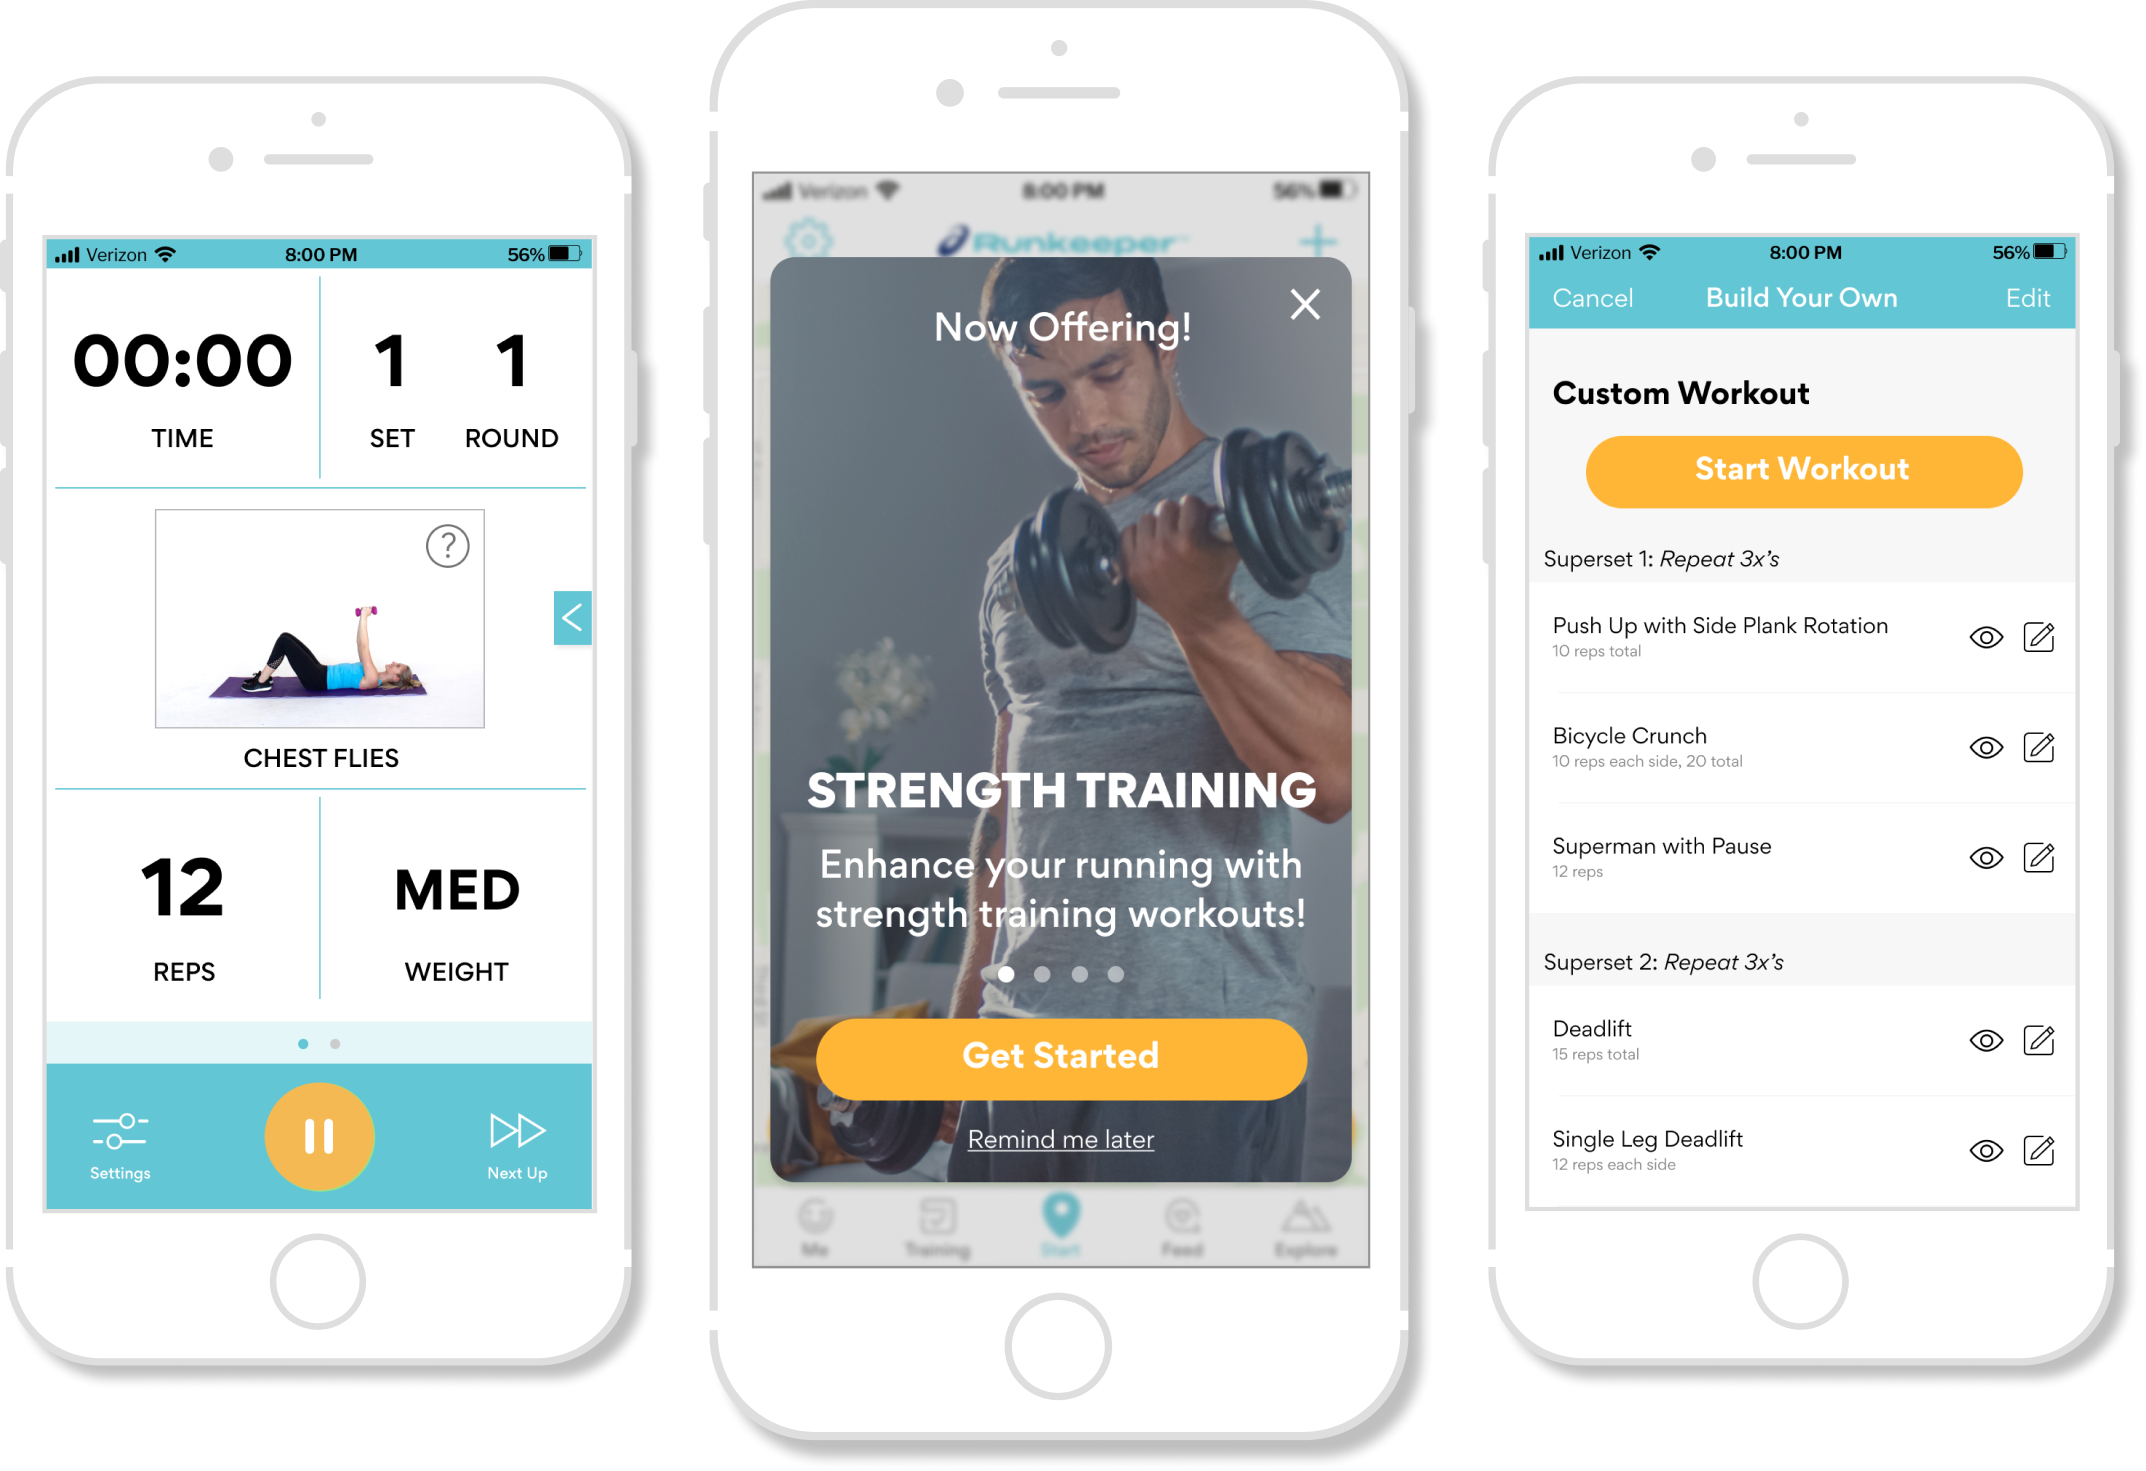 Verizon 8:00 PM 56%
00:00 1 1
TIME SET ROUND
?
CHEST FLIES
12 MED
REPS WEIGHT
Settings Next Up
Verizon 8:00 PM 56%
Runkeeper
Now Offering!
STRENGTH TRAINING
Enhance your running with
strength training workouts!
Get Started
Remind me later
Me Training Start Feed Explore
Verizon 8:00 PM 56%
Cancel Build Your Own Edit
Custom Workout
Start Workout
Superset 1: Repeat 3x's
Push Up with Side Plank Rotation
10 reps total
Bicycle Crunch
10 reps each side, 20 total
Superman with Pause
12 reps
Superset 2: Repeat 3x's
Deadlift
15 reps total
Single Leg Deadlift
12 reps each side